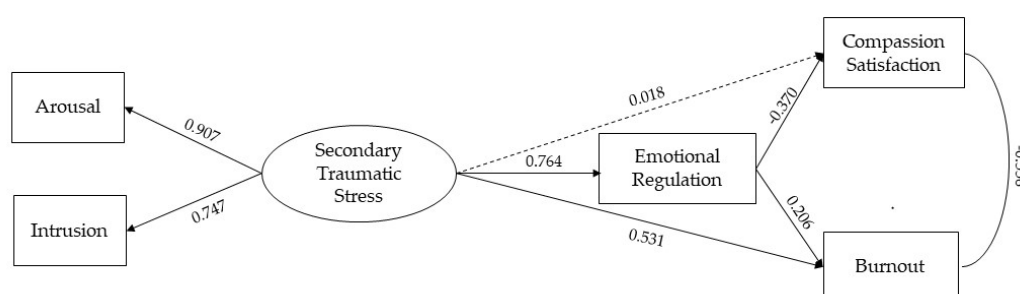 Compassion
Satisfaction
Arousal
0.907
0.018
-0.370
Secondary
Traumatic
Stress
0.764
Emotional
Regulation
Intrusion
0.747
0.531
0.206
Burnout